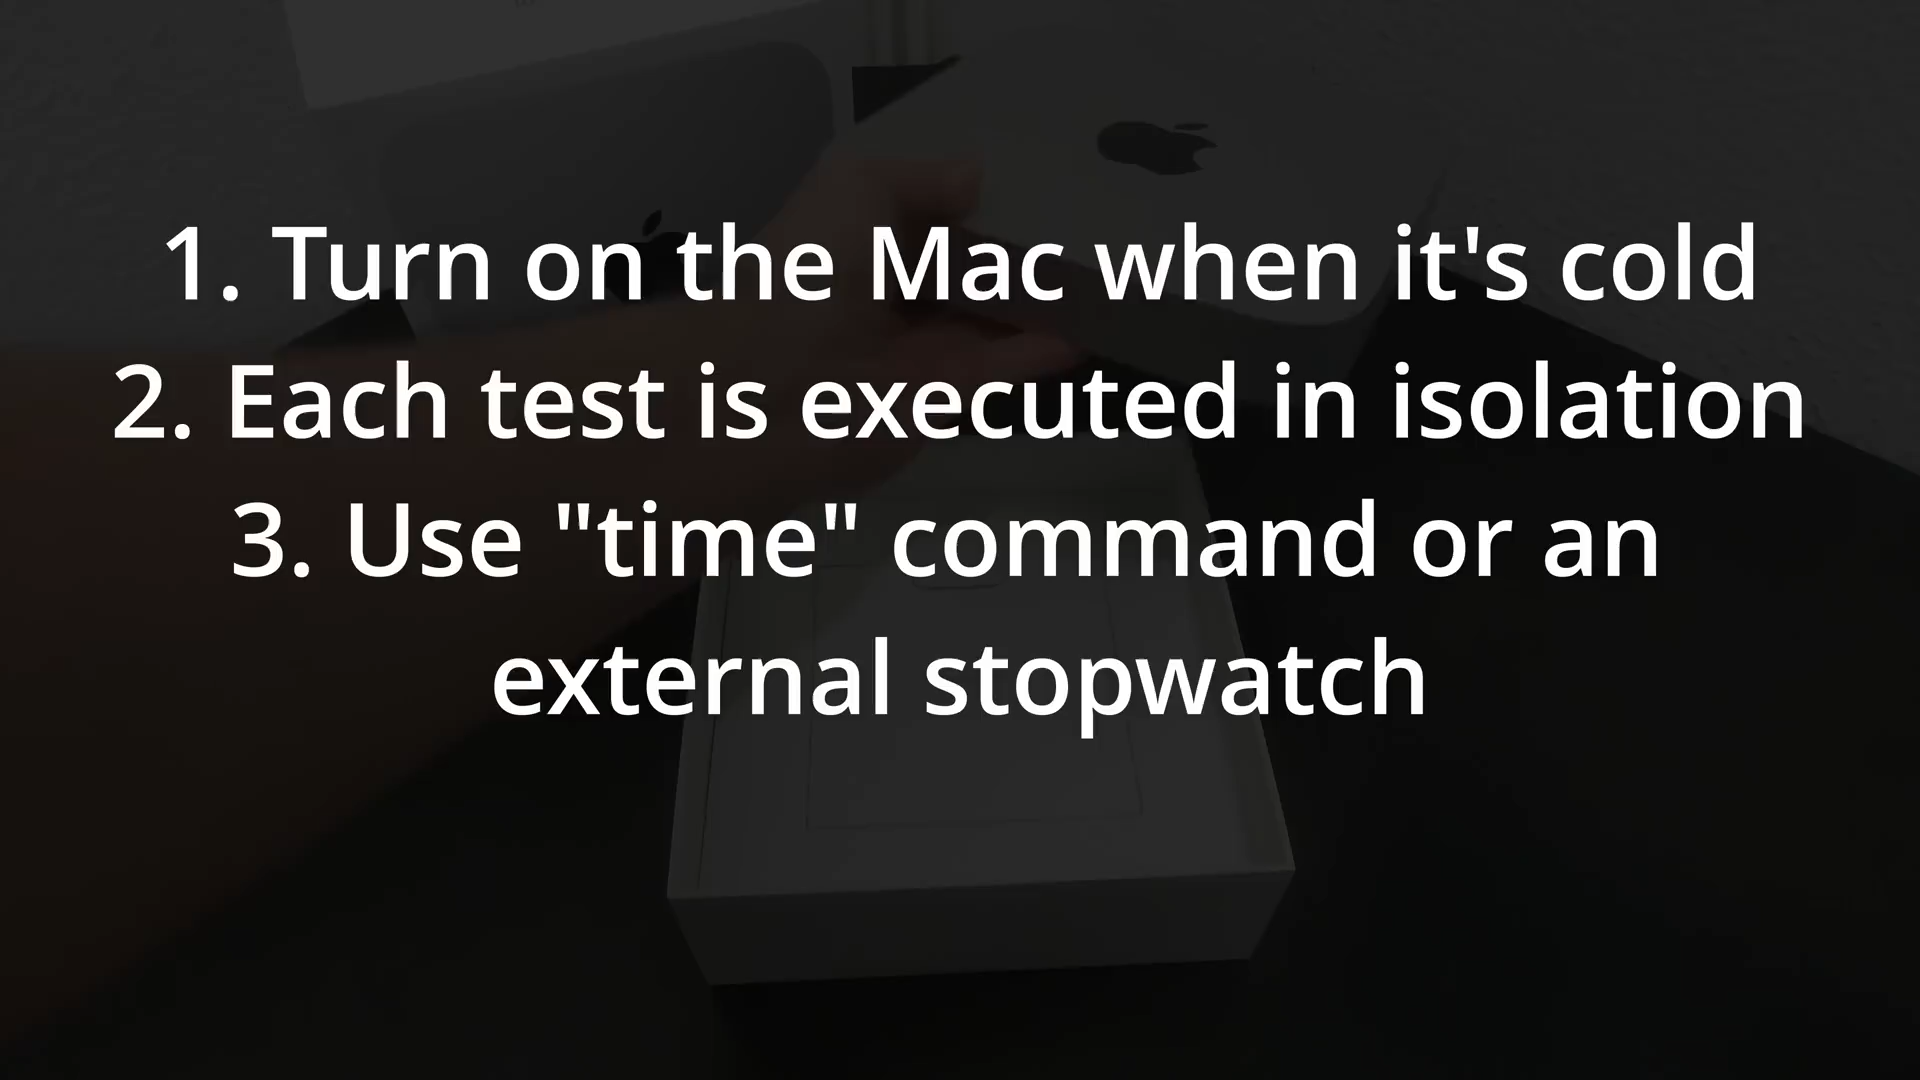 1. Turn on the Mac when it's cold
2. Each test is executed in isolation
3. Use "time" command or an
external stopwatch